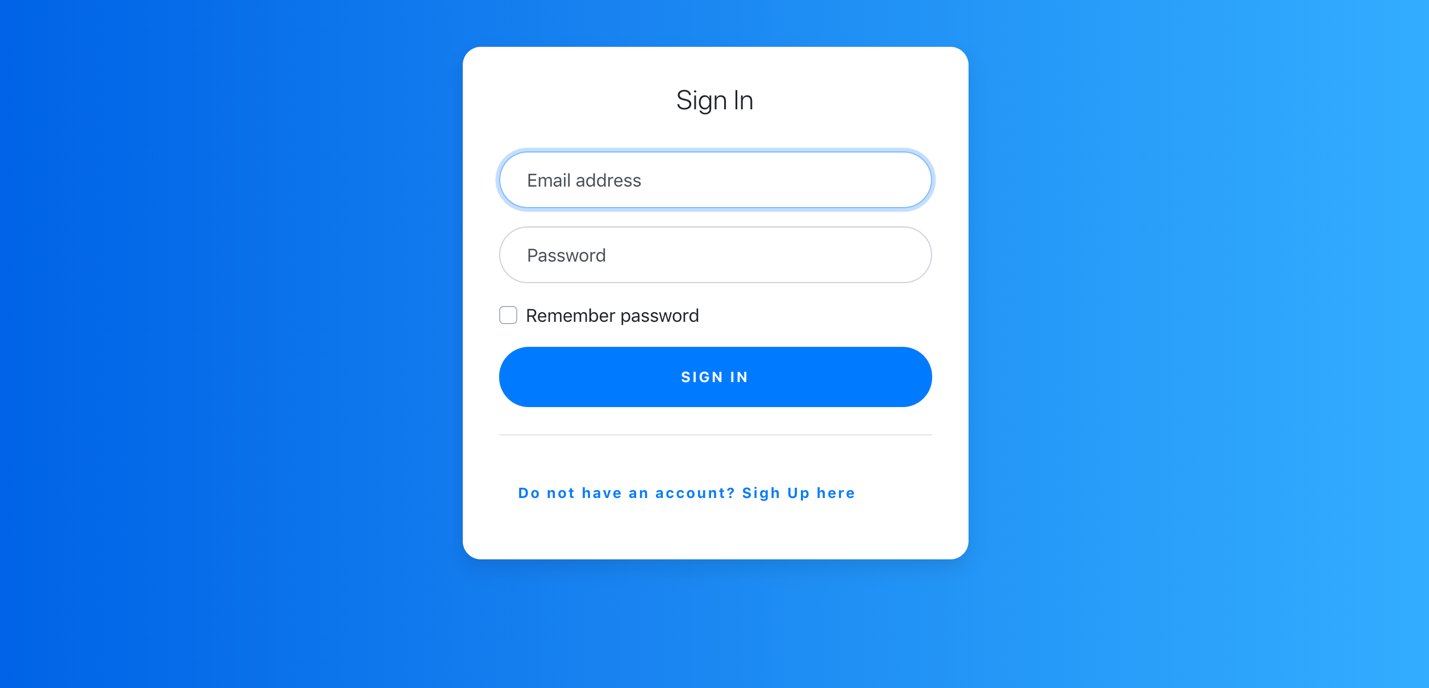 Sign In
Email address
Password
Remember password
SIGN IN
Do not have an account? Sigh Up here